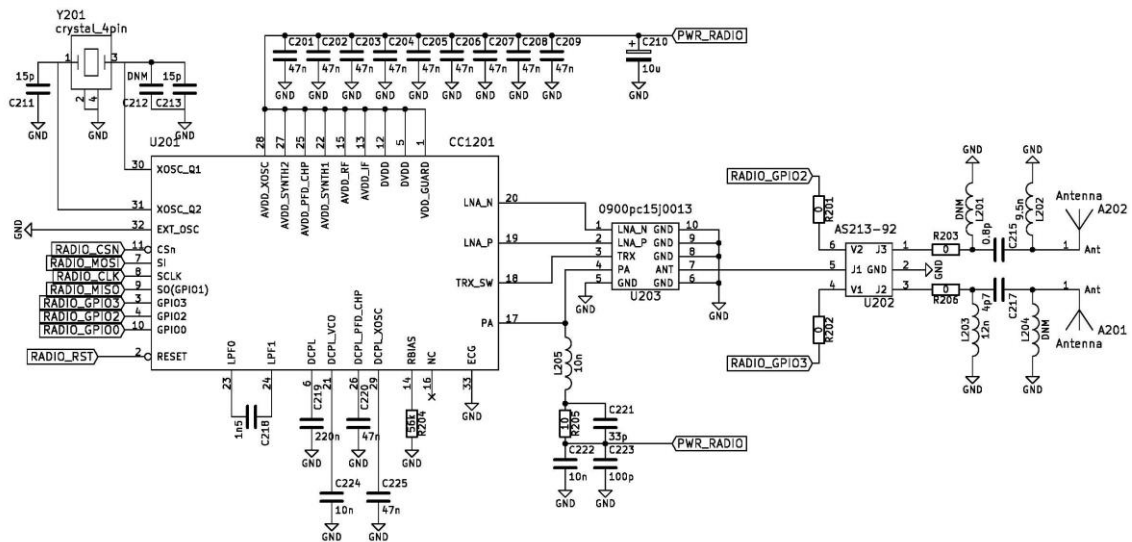 Y201
crystal_4pin
1
3
15p
C211
2
4
GND
GND
DNM
C212
15p
C213
GND
C201
47n
GND
C202
47n
GND
C203
47n
GND
C204
47n
GND
C205
47n
GND
C206
47n
GND
C207
47n
GND
C208
47n
GND
C209
47n
GND
+
C210
10u
GND
PWR_RADIO
U201
CC1201
28
27
25
22
15
13
12
5
1
AVDD_XOSC
AVDD_SYNTH2
AVDD_PFD_CHP
AVDD_SYNTH1
AVDD_RF
AVDD_IF
DVDD
DVDD
VDD_GUARD
30 XOSC_Q1
31 XOSC_Q2
GND 32 EXT_OSC
RADIO_CSN 11 CSn
RADIO_MOSI 7 SI
RADIO_CLK 8 SCLK
RADIO_MISO 9 SO(GPIO1)
RADIO_GPIO3 3 GPIO3
RADIO_GPIO2 4 GPIO2
RADIO_GPIO0 10 GPIO0
RADIO_RST 2 RESET
LNA_N 20
LNA_P 19
TRX_SW 18
PA 17
LPF0
LPF1
DCPL
DCPL_VCO
DCPL_PFD_CHP
DCPL_XOSC
RBIAS
NC
ECG
23
24
6
21
26
29
14
16
33
1n5
C218
C219
220n
GND
C220
47n
GND
56k
R204
GND
GND
C224
10n
GND
C225
47n
GND
0900pc15j0013
1 LNA_N GND 10
2 LNA_P GND 9
3 TRX GND 8
4 PA ANT 7
5 GND GND 6
GND
U203
GND
L205
10n
10
R205
C221
33p
PWR_RADIO
C222
10n
GND
C223
100p
GND
RADIO_GPIO2
0
R201
AS213-92
6 V2 J3 1
5 J1 GND 2
4 V1 J2 3
U202
GND
0
R202
RADIO_GPIO3
R203
0
R206
0
GND
DNM
L201
GND
9.5n
L202
0.8p
C215
Antenna
A202
1
Ant
4p7
C217
1
Ant
A201
Antenna
L203
12n
GND
L204
DNM
GND